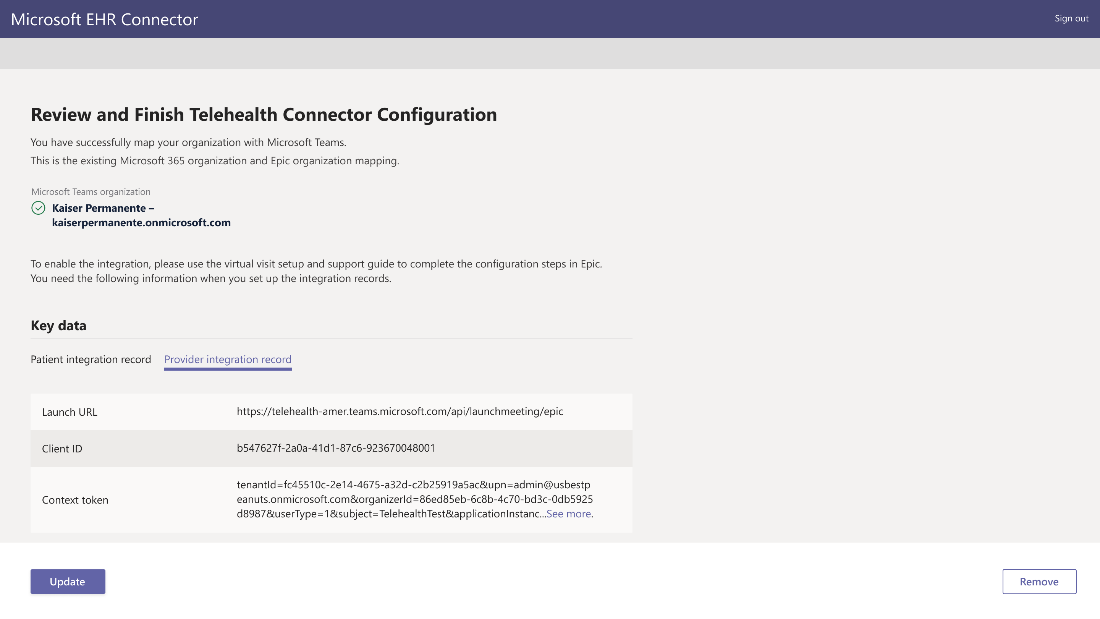 Microsoft EHR Connector
Sign out
Review and Finish Telehealth Connector Configuration
You have successfully map your organization with Microsoft Teams.
This is the existing Microsoft 365 organization and Epic organization mapping.
Microsoft Teams organization
Kaiser Permanente –
kaiserpermanente.onmicrosoft.com
To enable the integration, please use the virtual visit setup and support guide to complete the configuration steps in Epic.
You need the following information when you set up the integration records.
Key data
Patient integration record Provider integration record
Launch URL https://telehealth-amer.teams.microsoft.com/api/launchmeeting/epic
Client ID b547627f-2a0a-41d1-87c6-923670048001
Context token
tenantId=fc45510c-2e14-4675-a32d-c2b25919a5ac&upn=admin@usbestp
eanuts.onmicrosoft.com&organizerId=86ed85eb-6c8b-4c70-bd3c-0db5925
d8987&userType=1&subject=TelehealthTest&applicationInstanc...See more.
Update
Remove